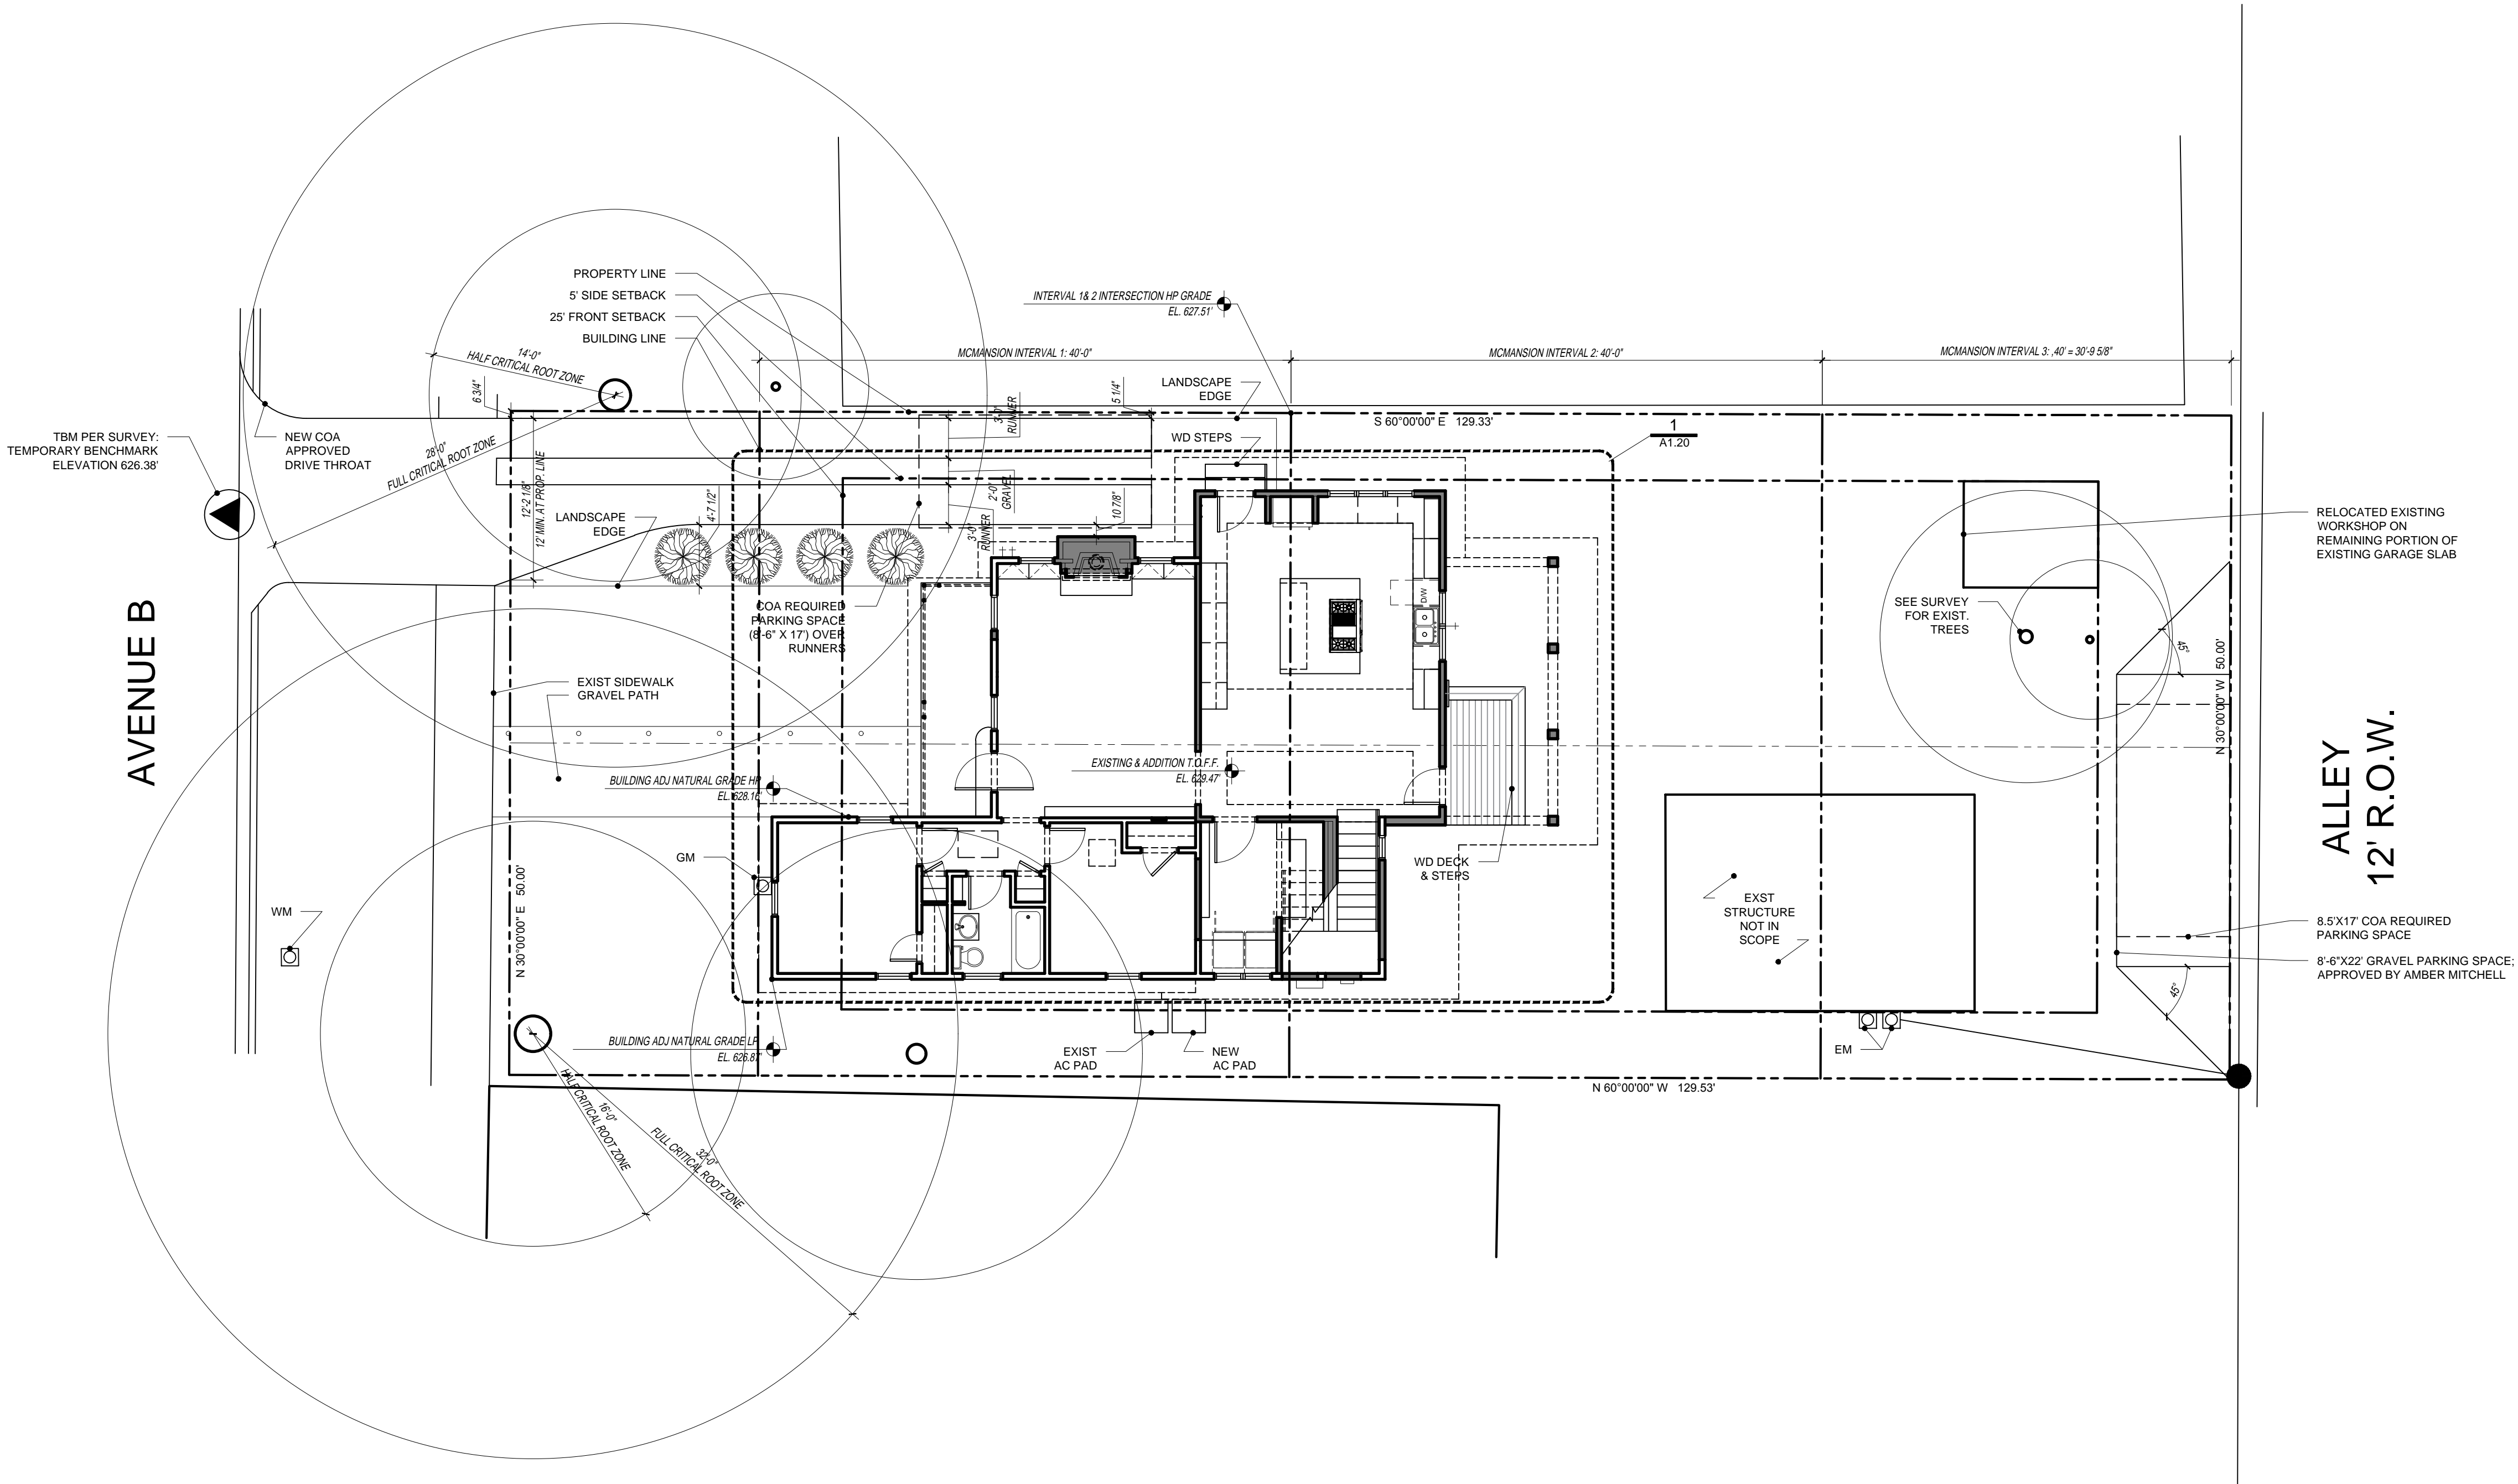 PROPERTY LINE
5' SIDE SETBACK
25' FRONT SETBACK
BUILDING LINE
INTERVAL 1& 2 INTERSECTION HP GRADE
EL. 627.51'
MCMANSION INTERVAL 1: 40'-0"
MCMANSION INTERVAL 2: 40'-0"
MCMANSION INTERVAL 3: ,40' = 30'-9 5/8"
14'-0"
HALF CRITICAL ROOT ZONE
6 3/4"
5 1/4"
LANDSCAPE
EDGE
3'-0"
RUNNER
S 60°00'00" E   129.33'
1
A1.20
TBM PER SURVEY:
TEMPORARY BENCHMARK
ELEVATION 626.38'
NEW COA
APPROVED
DRIVE THROAT
28'-0"
FULL CRITICAL ROOT ZONE
12'-2 1/8"
12' MIN. AT PROP. LINE
WD STEPS
2'-0"
GRAVEL
4'-7 1/2"
10 7/8"
LANDSCAPE
EDGE
3'-0"
RUNNER
RELOCATED EXISTING
WORKSHOP ON
REMAINING PORTION OF
EXISTING GARAGE SLAB
COA REQUIRED
PARKING SPACE
(8'-6" X 17') OVER
RUNNERS
D/W
SEE SURVEY
FOR EXIST.
TREES
45°
N 30°00'00" W   50.00'
AVENUE B
EXIST SIDEWALK
GRAVEL PATH
BUILDING ADJ NATURAL GRADE HP
EL. 628.16'
EXISTING & ADDITION T.O.F.F.
EL. 629.47'
ALLEY
12' R.O.W.
GM
WD DECK
& STEPS
WM
N 30°00'00" E   50.00'
EXST
STRUCTURE
NOT IN
SCOPE
8.5'X17' COA REQUIRED
PARKING SPACE
8'-6"X22' GRAVEL PARKING SPACE;
APPROVED BY AMBER MITCHELL
45°
BUILDING ADJ NATURAL GRADE LP
EL. 626.87'
EXIST
AC PAD
NEW
AC PAD
EM
N 60°00'00" W   129.53'
16'-0"
HALF CRITICAL ROOT ZONE
32'-0"
FULL CRITICAL ROOT ZONE